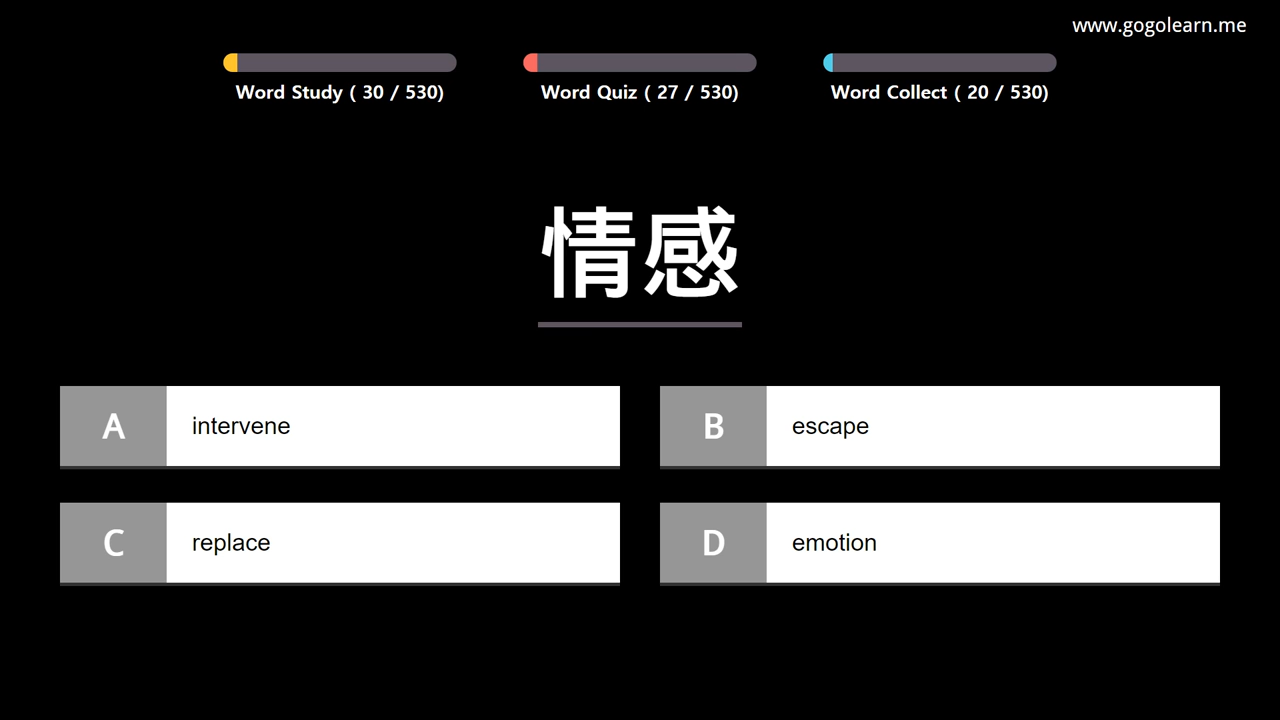 www.gogolearn.me
Word Study ( 30 / 530)
Word Quiz ( 27 / 530)
Word Collect ( 20 / 530)
情感
A intervene
B escape
C replace
D emotion